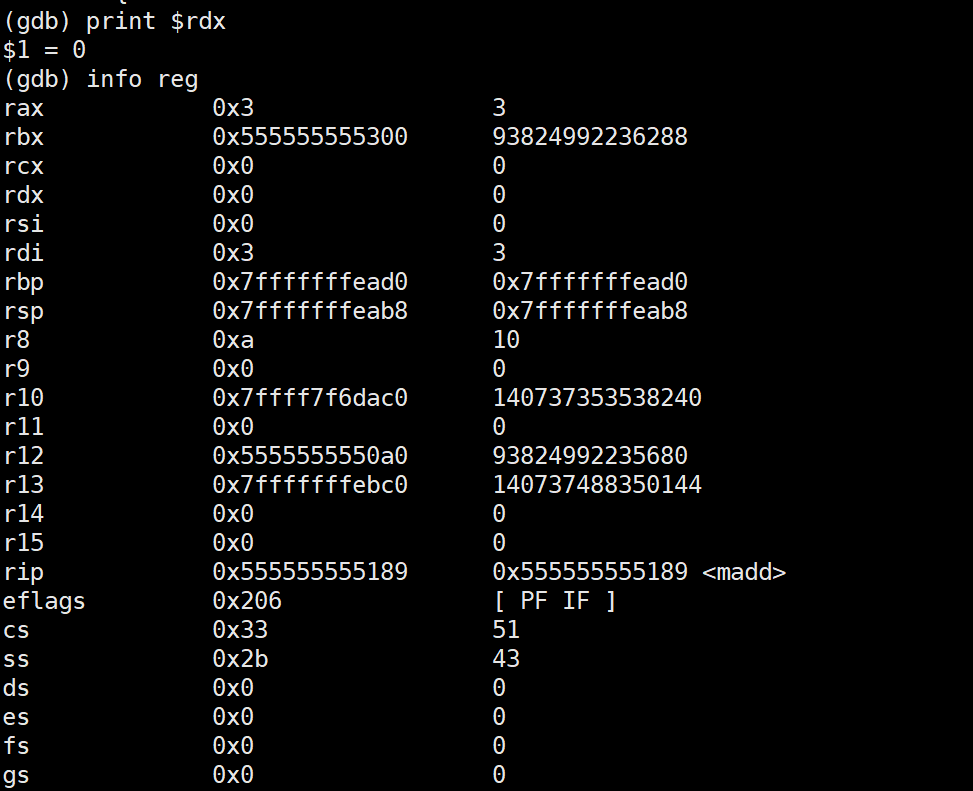 (gdb) print $rdx
$1 = 0
(gdb) info reg
rax 0x3 3
rbx 0x555555555300 93824992236288
rcx 0x0 0
rdx 0x0 0
rsi 0x0 0
rdi 0x3 3
rbp 0x7fffffffead0 0x7fffffffead0
rsp 0x7fffffffeab8 0x7fffffffeab8
r8 0xa 10
r9 0x0 0
r10 0x7ffff7f6dac0 140737353538240
r11 0x0 0
r12 0x5555555550a0 93824992235680
r13 0x7fffffffebc0 140737488350144
r14 0x0 0
r15 0x0 0
rip 0x555555555189 0x555555555189 <madd>
eflags 0x206 [ PF IF ]
cs 0x33 51
ss 0x2b 43
ds 0x0 0
es 0x0 0
fs 0x0 0
gs 0x0 0